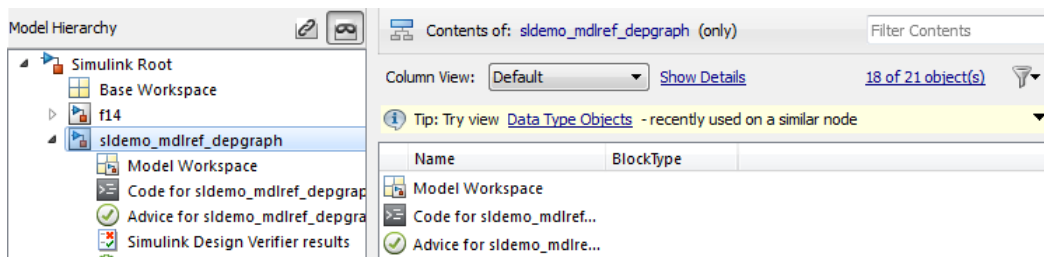 Model Hierarchy
Simulink Root
Base Workspace
f14
sldemo_mdlref_depgraph
Model Workspace
Code for sldemo_mdlref_depgrap
Advice for sldemo_mdlref_depgra
Simulink Design Verifier results
Contents of: sldemo_mdlref_depgraph (only)
Filter Contents
Column View: Default Show Details 18 of 21 object(s)
Tip: Try view Data Type Objects - recently used on a similar node
Name BlockType
Model Workspace
Code for sldemo_mdlref...
Advice for sldemo_mdlre...